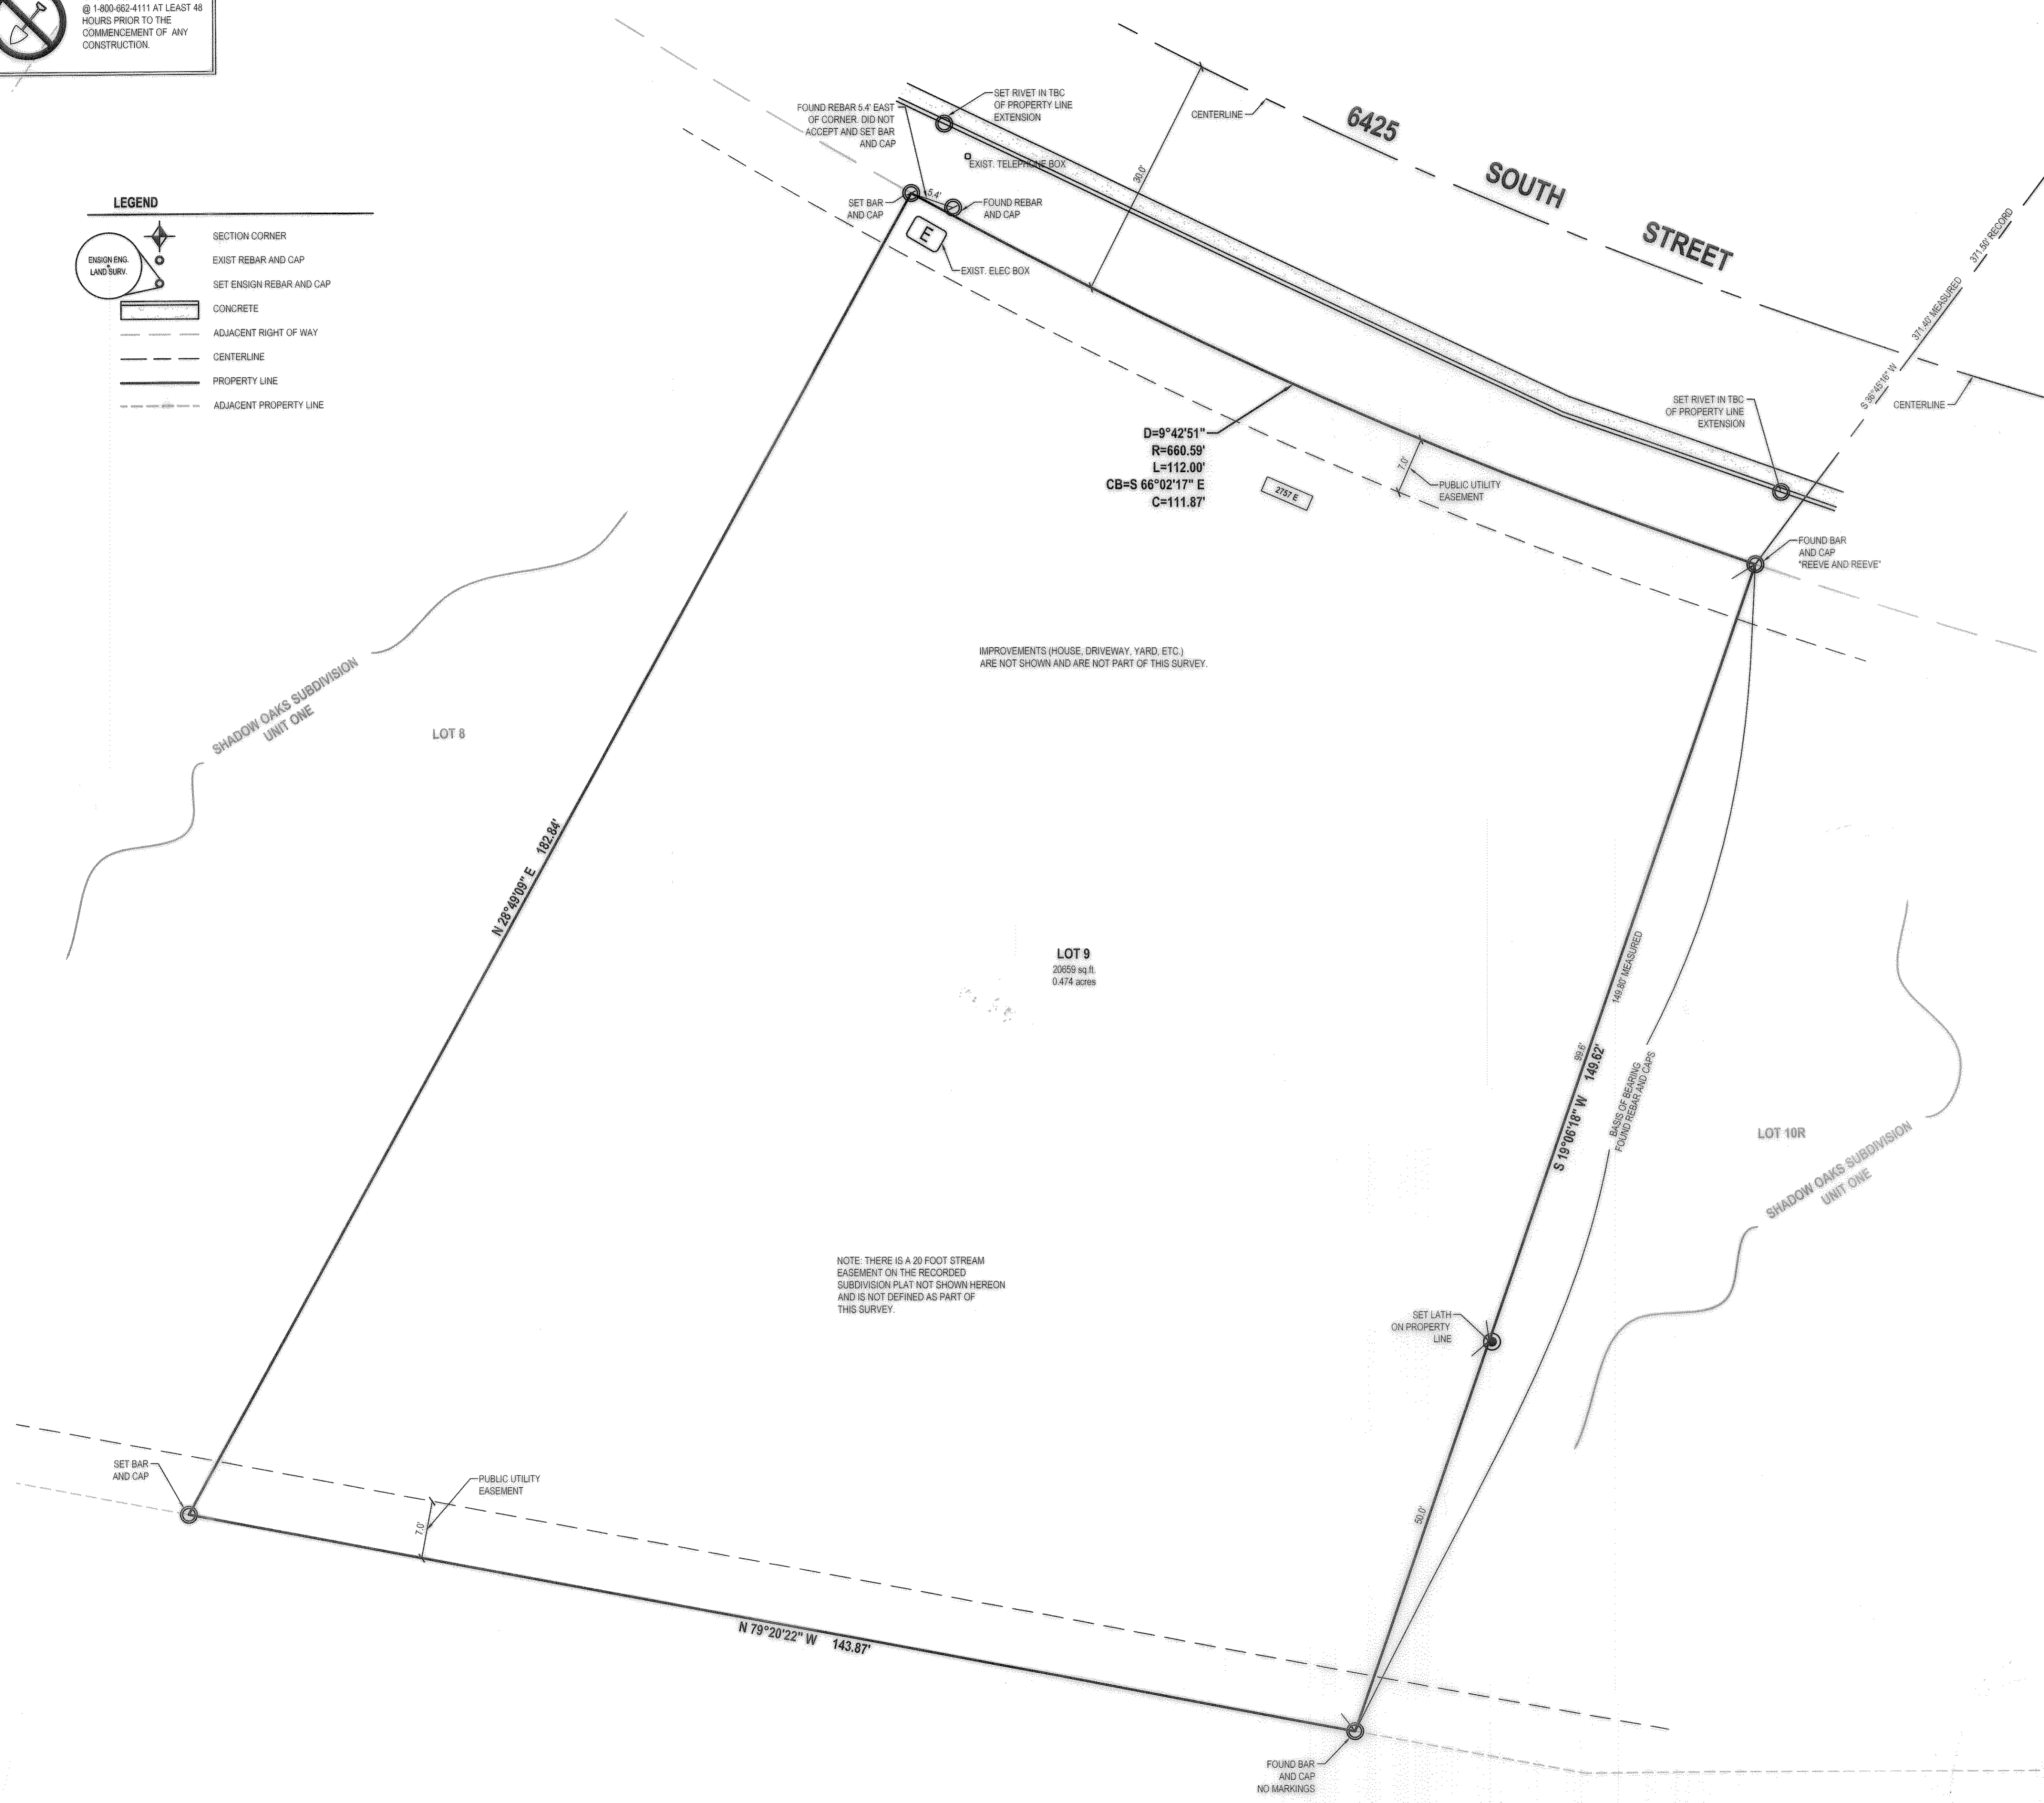 @ 1-800-662-4111 AT LEAST 48
HOURS PRIOR TO THE
COMMENCEMENT OF ANY
CONSTRUCTION.
LEGEND
SECTION CORNER
ENSIGN ENG.
LAND SURV.
EXIST REBAR AND CAP
SET ENSIGN REBAR AND CAP
CONCRETE
ADJACENT RIGHT OF WAY
CENTERLINE
PROPERTY LINE
ADJACENT PROPERTY LINE
FOUND REBAR 5.4' EAST
OF CORNER. DID NOT
ACCEPT AND SET BAR
AND CAP
SET RIVET IN TBC
OF PROPERTY LINE
EXTENSION
EXIST. TELEPHONE BOX
SET BAR
AND CAP
5.4'
FOUND REBAR
AND CAP
E
EXIST. ELEC BOX
CENTERLINE
30.0'
6425 SOUTH STREET
371.50' RECORD
371.40' MEASURED
S 36°45'16" W
CENTERLINE
SET RIVET IN TBC
OF PROPERTY LINE
EXTENSION
D=9°42'51"
R=660.59'
L=112.00'
CB=S 66°02'17" E
C=111.87'
2757 E
7.0'
PUBLIC UTILITY
EASEMENT
FOUND BAR
AND CAP
"REEVE AND REEVE"
IMPROVEMENTS (HOUSE, DRIVEWAY, YARD, ETC.)
ARE NOT SHOWN AND ARE NOT PART OF THIS SURVEY.
SHADOW OAKS SUBDIVISION
UNIT ONE
LOT 8
N 28°49'09" E 182.84'
LOT 9
20659 sq.ft.
0.474 acres
149.80' MEASURED
99.6'
S 19°06'18" W 149.62'
BASIS OF BEARING
FOUND REBAR AND CAPS
LOT 10R
SHADOW OAKS SUBDIVISION
UNIT ONE
NOTE: THERE IS A 20 FOOT STREAM
EASEMENT ON THE RECORDED
SUBDIVISION PLAT NOT SHOWN HEREON
AND IS NOT DEFINED AS PART OF
THIS SURVEY.
SET LATH
ON PROPERTY
LINE
50.0'
SET BAR
AND CAP
7.0'
PUBLIC UTILITY
EASEMENT
N 79°20'22" W 143.87'
FOUND BAR
AND CAP
NO MARKINGS